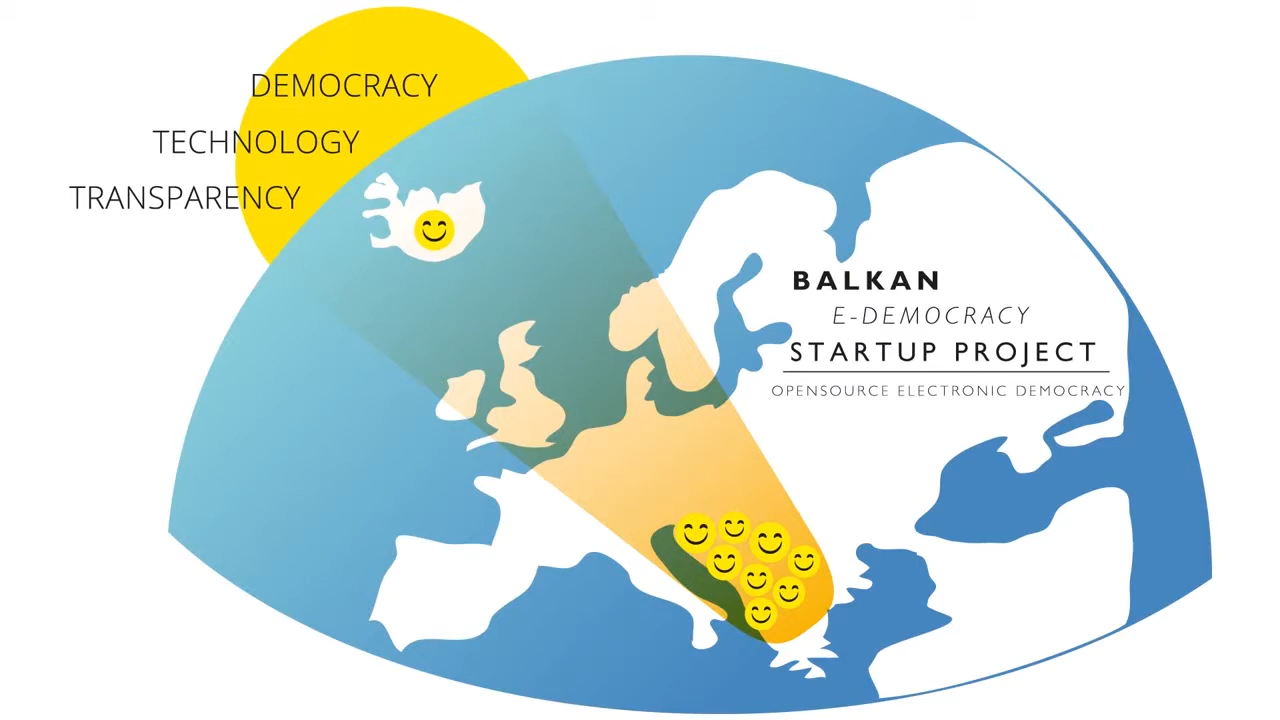 DEMOCRACY
TECHNOLOGY
TRANSPARENCY
BALKAN
E-DEMOCRACY
STARTUP PROJECT
OPENSOURCE ELECTRONIC DEMOCRACY